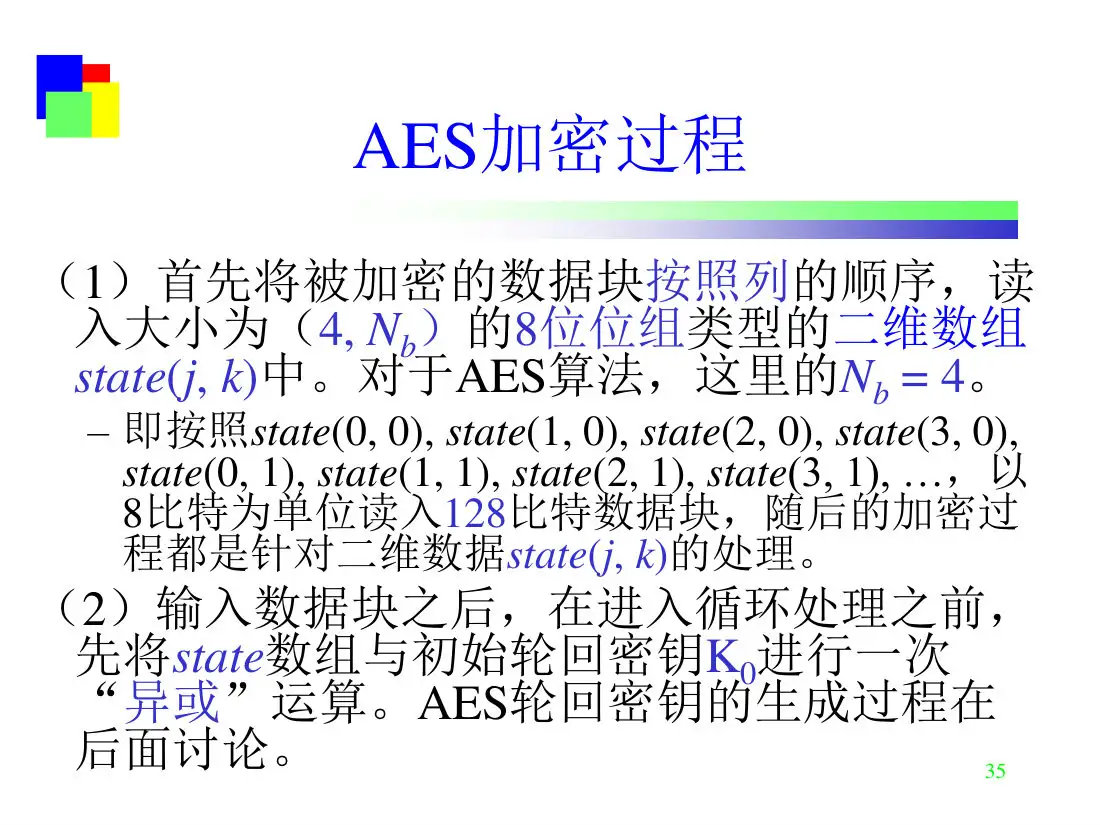 AES加密过程
（1）首先将被加密的数据块按照列的顺序，读
入大小为（4, Nb）的8位位组类型的二维数组
state(j, k)中。对于AES算法，这里的Nb = 4。
– 即按照state(0, 0), state(1, 0), state(2, 0), state(3, 0),
state(0, 1), state(1, 1), state(2, 1), state(3, 1), …，以
8比特为单位读入128比特数据块，随后的加密过
程都是针对二维数据state(j, k)的处理。
（2）输入数据块之后，在进入循环处理之前，
先将state数组与初始轮回密钥K0进行一次
“异或”运算。AES轮回密钥的生成过程在
后面讨论。
35